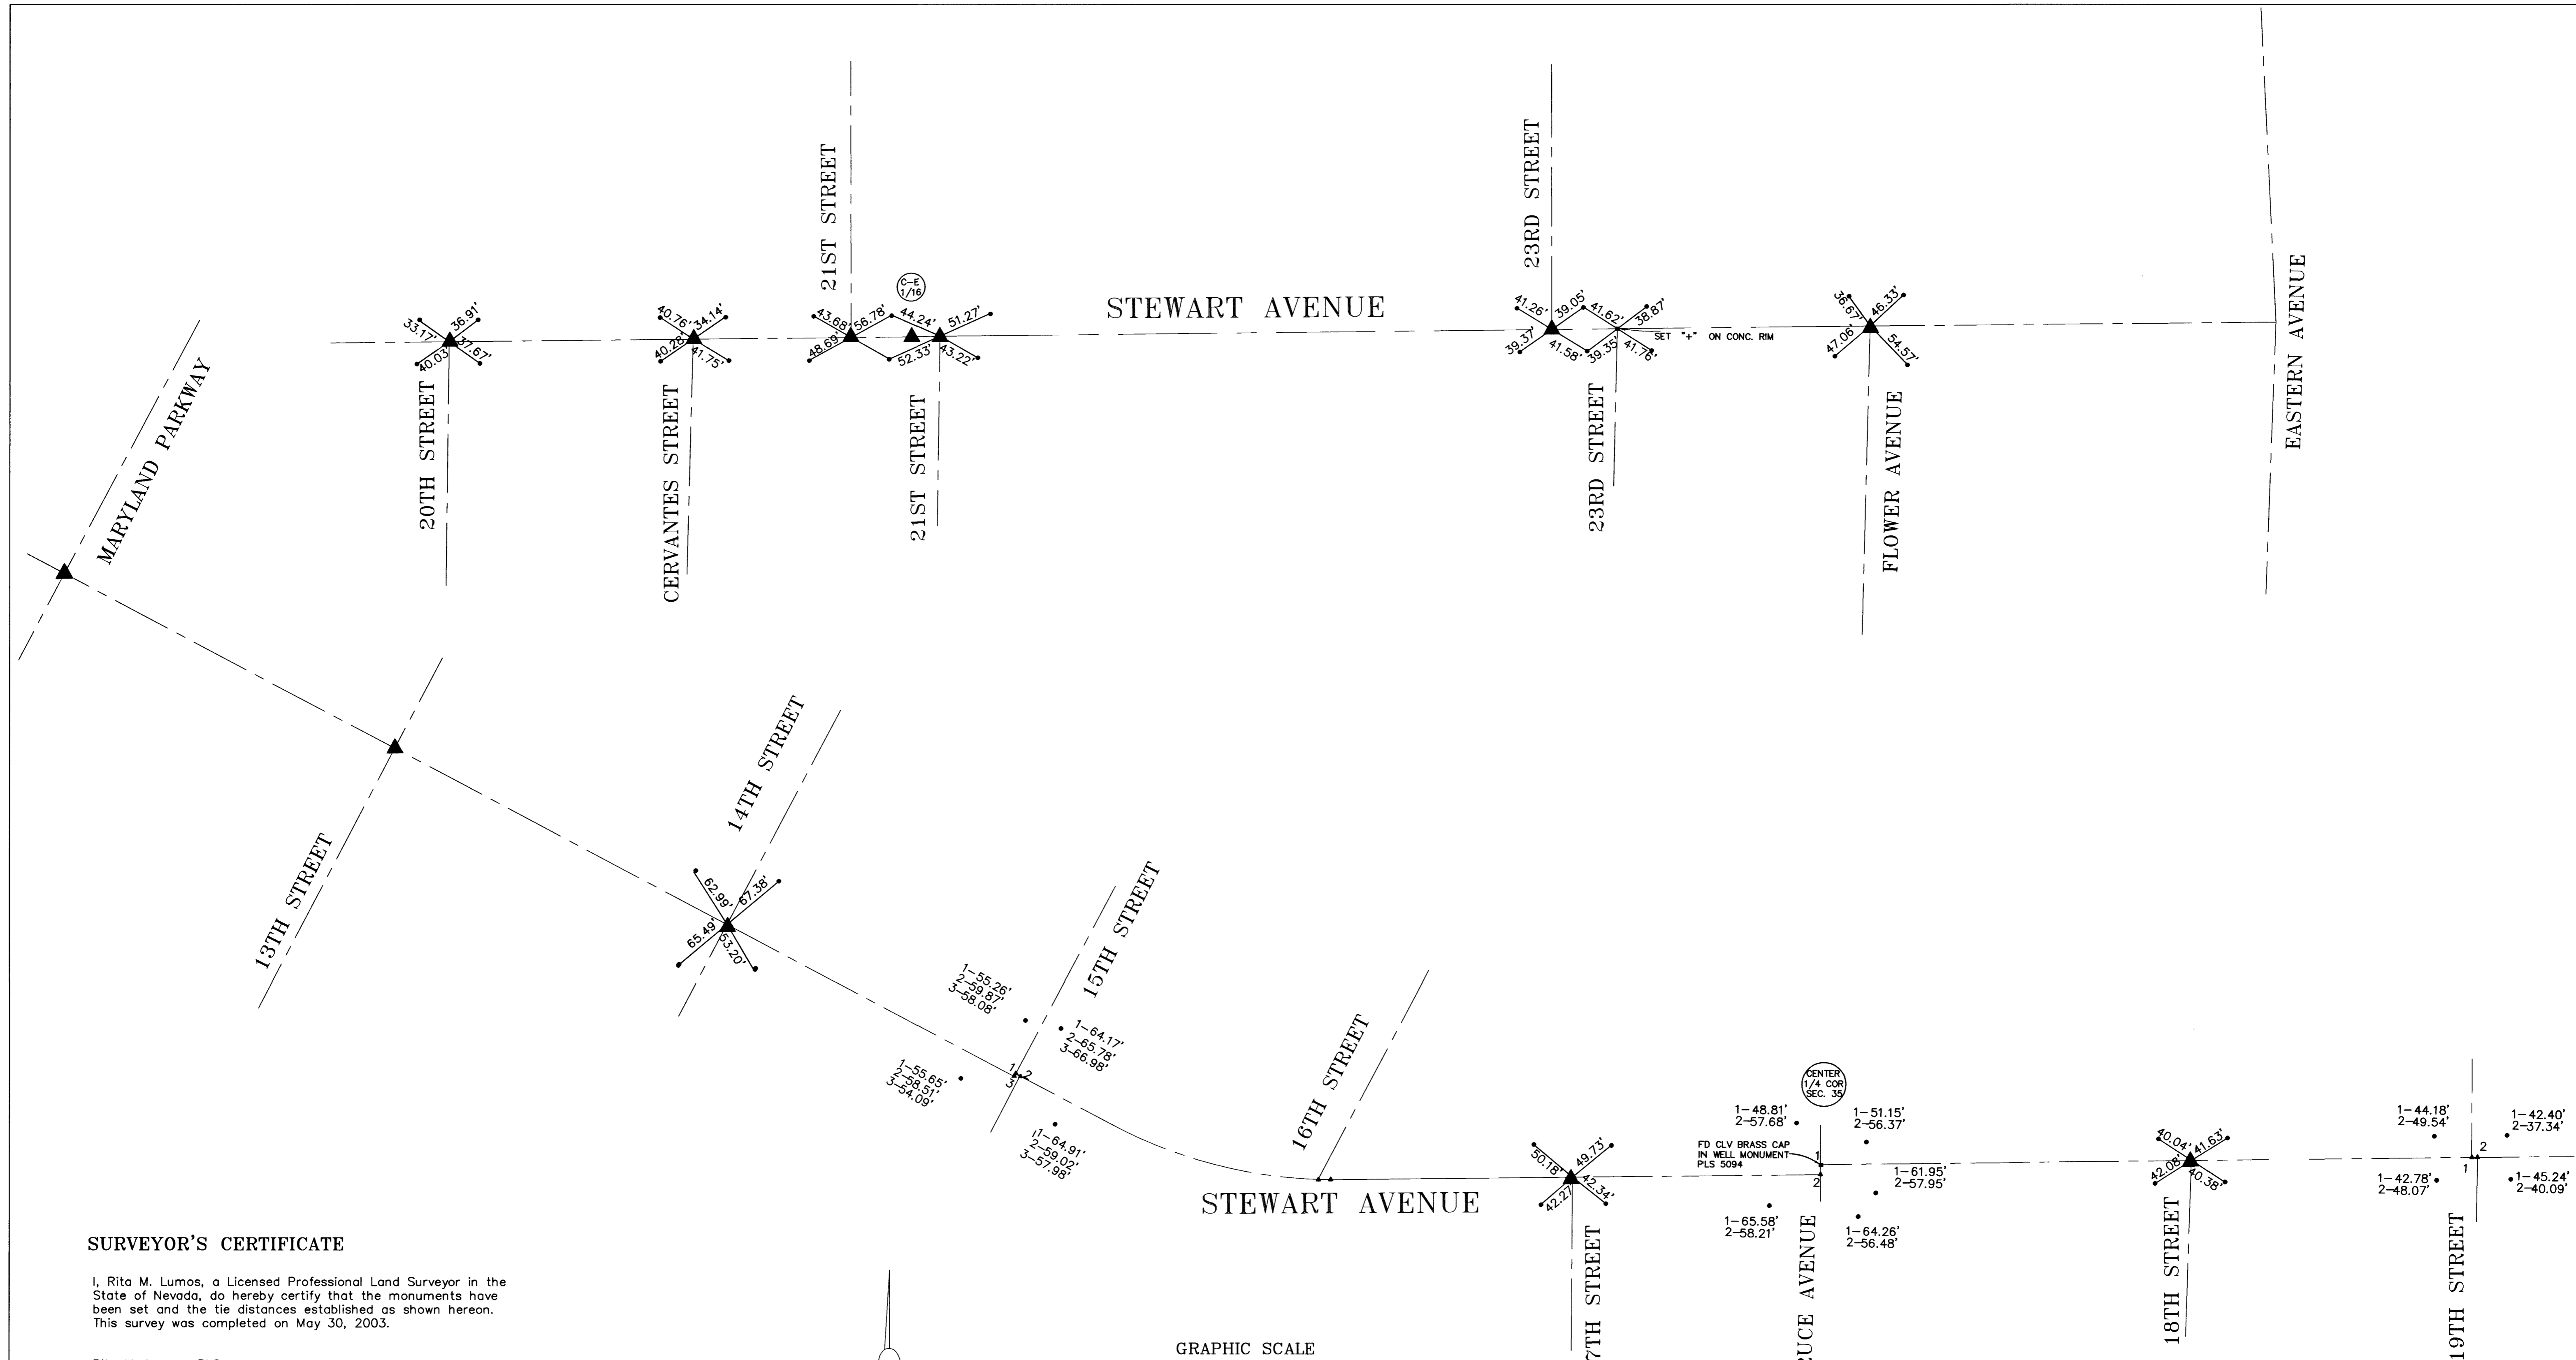 21ST STREET
C-E
1/16
STEWART AVENUE
23RD STREET
EASTERN AVENUE
33.17'
36.91'
40.03'
37.67'
40.76'
34.14'
40.28'
41.75'
43.68'
56.78'
44.24'
51.27'
48.69'
52.33'
43.22'
41.26'
39.05'
41.62'
38.87'
39.37'
41.58'
39.35'
41.76'
SET "+" ON CONC. RIM
36.67'
46.33'
47.06'
54.57'
MARYLAND PARKWAY
20TH STREET
CERVANTES STREET
21ST STREET
23RD STREET
FLOWER AVENUE
13TH STREET
14TH STREET
62.99'
67.38'
65.49'
53.20'
15TH STREET
1-55.26'
2-59.87'
3-58.08'
1-64.17'
2-65.78'
3-66.98'
1-55.65'
2-58.51'
3-54.09'
1
2
3
1-64.91'
2-59.02'
3-57.98'
16TH STREET
STEWART AVENUE
50.18'
49.73'
42.27'
42.34'
7TH STREET
CENTER
1/4 COR
SEC. 35
1-48.81'
2-57.68'
1-51.15'
2-56.37'
FD CLV BRASS CAP
IN WELL MONUMENT
PLS 5094
1
2
1-61.95'
2-57.95'
1-65.58'
2-58.21'
1-64.26'
2-56.48'
UCE AVENUE
40.04'
41.63'
42.08'
40.38'
18TH STREET
1-44.18'
2-49.54'
1-42.40'
2-37.34'
2
1
1-42.78'
2-48.07'
1-45.24'
2-40.09'
19TH STREET
SURVEYOR'S CERTIFICATE
I, Rita M. Lumos, a Licensed Professional Land Surveyor in the
State of Nevada, do hereby certify that the monuments have
been set and the tie distances established as shown hereon.
This survey was completed on May 30, 2003.
GRAPHIC SCALE